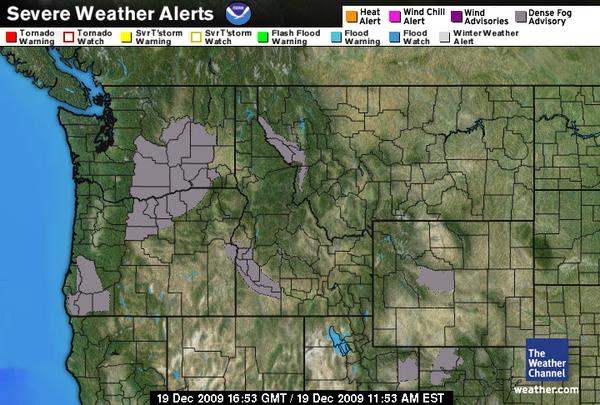 Severe Weather Alerts
Heat Alert
Wind Chill Alert
Wind Advisories
Dense Fog Advisory
Tornado Warning
Tornado Watch
SvrT'storm Warning
SvrT'storm Watch
Flash Flood Warning
Flood Warning
Flood Watch
Winter Weather Alert
The
Weather
Channel
weather.com
19 Dec 2009 16:53 GMT / 19 Dec 2009 11:53 AM EST